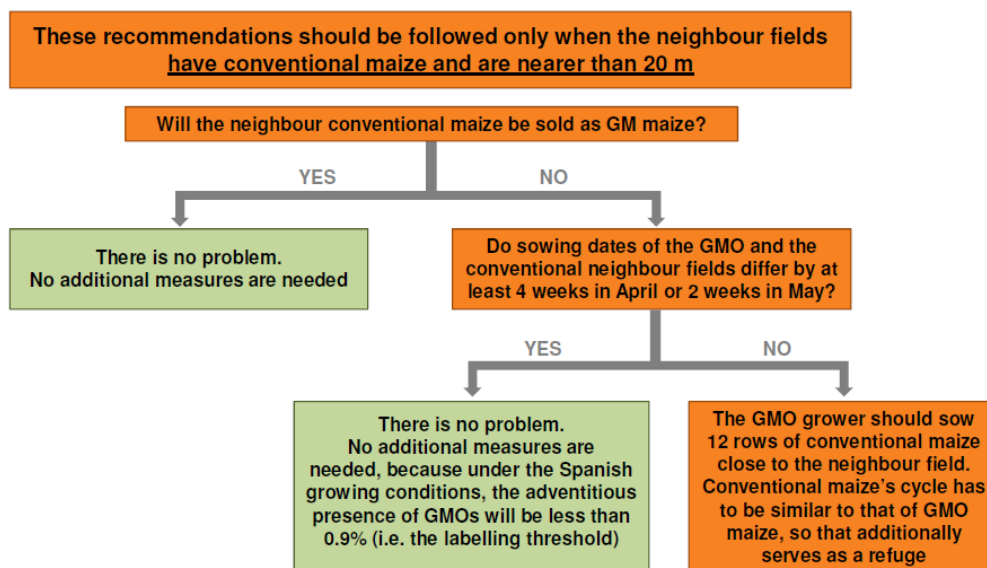 These recommendations should be followed only when the neighbour fields
have conventional maize and are nearer than 20 m
Will the neighbour conventional maize be sold as GM maize?
YES
NO
There is no problem.
No additional measures are needed
Do sowing dates of the GMO and the
conventional neighbour fields differ by at
least 4 weeks in April or 2 weeks in May?
YES
NO
There is no problem.
No additional measures are
needed, because under the Spanish
growing conditions, the adventitious
presence of GMOs will be less than
0.9% (i.e. the labelling threshold)
The GMO grower should sow
12 rows of conventional maize
close to the neighbour field.
Conventional maize's cycle has
to be similar to that of GMO
maize, so that additionally
serves as a refuge